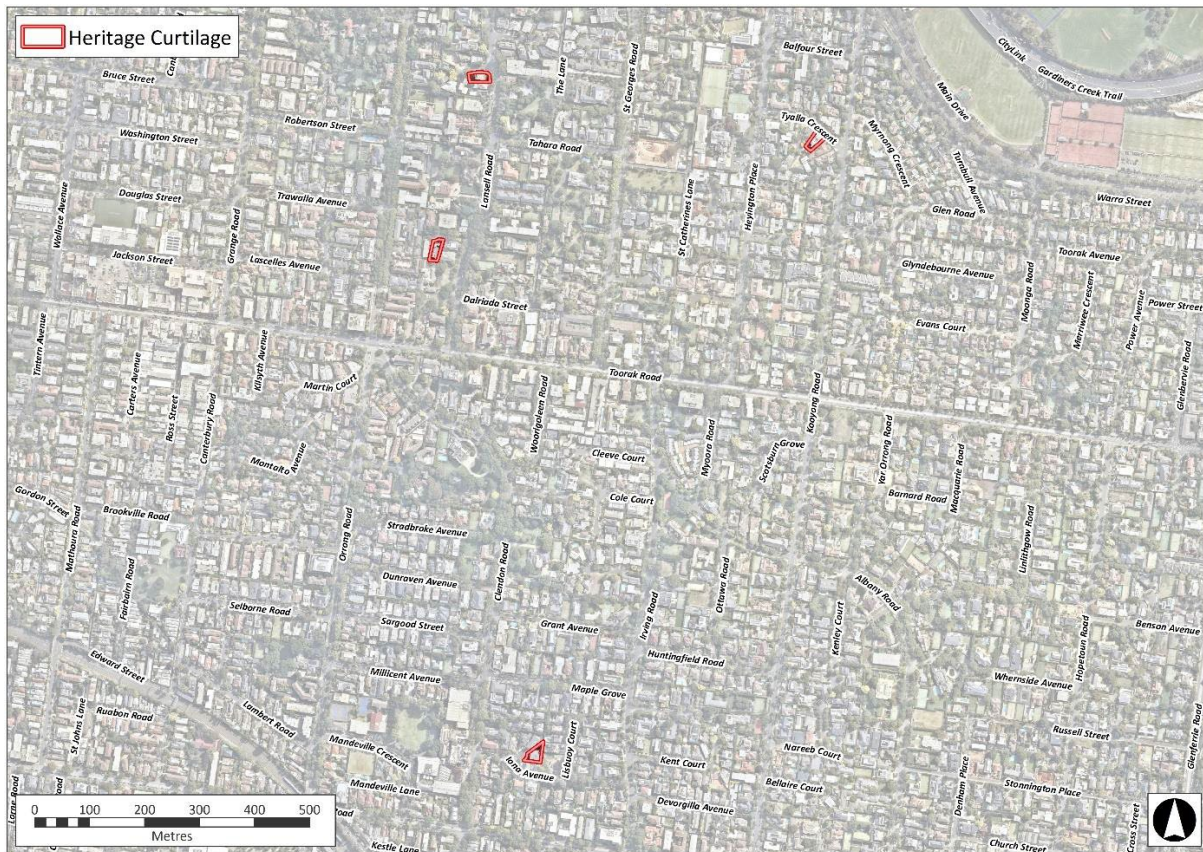 Heritage Curtilage
Balfour Street
CityLink
Gardiners Creek Trail
Bruce Street
The Lane
St Georges Road
Main Drive
Robertson Street
Tyalla Crescent
Washington Street
Tahara Road
Myrnong Crescent
Turnbull Avenue
Lansell Road
Heyington Place
Wallace Avenue
Douglas Street
Trawalla Avenue
St Catherines Lane
Warra Street
Glen Road
Grange Road
Jackson Street
Lascelles Avenue
Toorak Avenue
Glyndebourne Avenue
Moonga Road
Merriwee Crescent
Power Avenue
Power Street
Dalriada Street
Evans Court
Tintern Avenue
Carters Avenue
Kilsyth Avenue
Glenbervie Road
Toorak Road
Martin Court
Ross Street
Canterbury Road
Woorigoleen Road
Kooyong Road
Myoora Road
Scotsburn Grove
Yar Orrong Road
Macquarie Road
Cleeve Court
Montalto Avenue
Barnard Road
Cole Court
Gordon Street
Brookville Road
Mathoura Road
Orrong Road
Stradbroke Avenue
Linlithgow Road
Fairbairn Road
Clendon Road
Dunraven Avenue
Ottawa Road
Albany Road
Selborne Road
Irving Road
Kenley Court
Sargood Street
Grant Avenue
Hopetoun Road
Benson Avenue
Edward Street
Huntingfield Road
Millicent Avenue
Whernside Avenue
Maple Grove
St Johns Lane
Ruabon Road
Lambert Road
Russell Street
Glenferrie Road
Mandeville Crescent
Lisbuoy Court
Nareeb Court
Iona Avenue
Kent Court
Mandeville Lane
Bellaire Court
Denham Place
Stonnington Place
Lorne Road
Road
Road
Devorgilla Avenue
Cross Street
0 100 200 300 400 500
Metres
Kestle Lane
Church Street